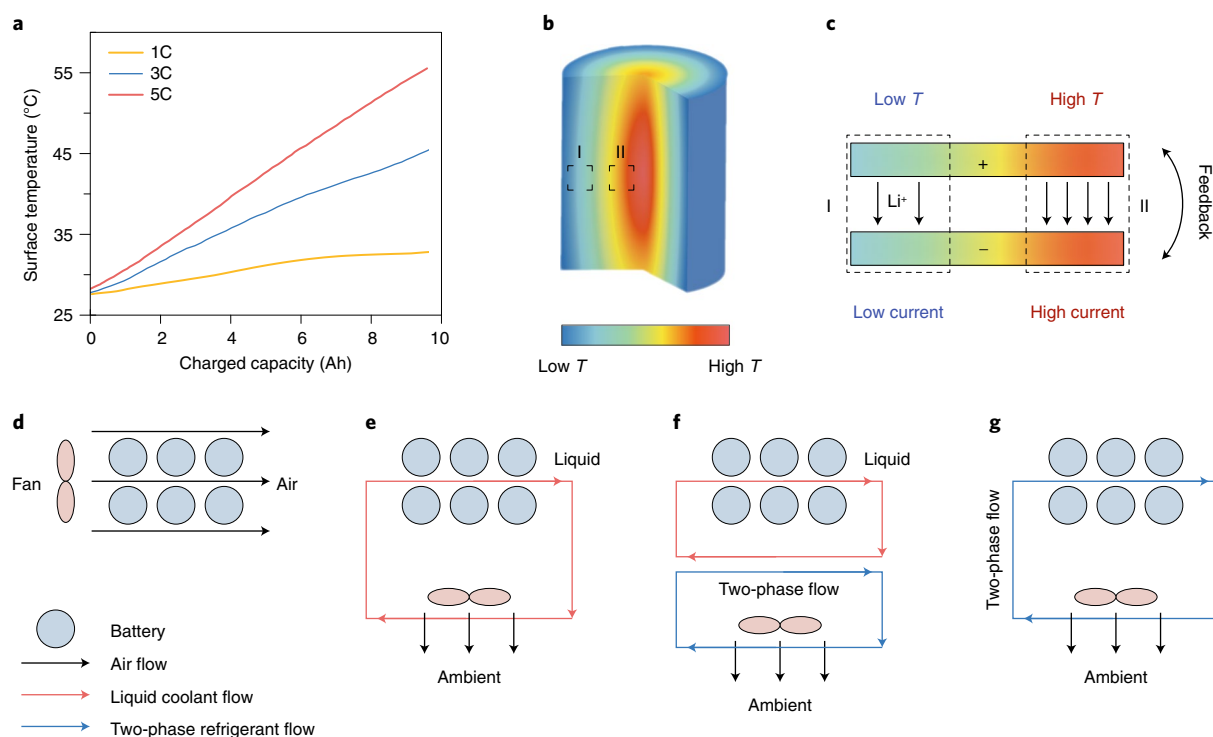 a
1C
3C
5C
55
45
35
25
Surface temperature (°C)
0 2 4 6 8 10
Charged capacity (Ah)
b
I II
Low T High T
c
Low T High T
+
I Li⁺ II
–
Feedback
Low current High current
d
Fan Air
Battery
Air flow
Liquid coolant flow
Two-phase refrigerant flow
e
Liquid
Ambient
f
Liquid
Two-phase flow
Ambient
g
Two-phase flow
Ambient